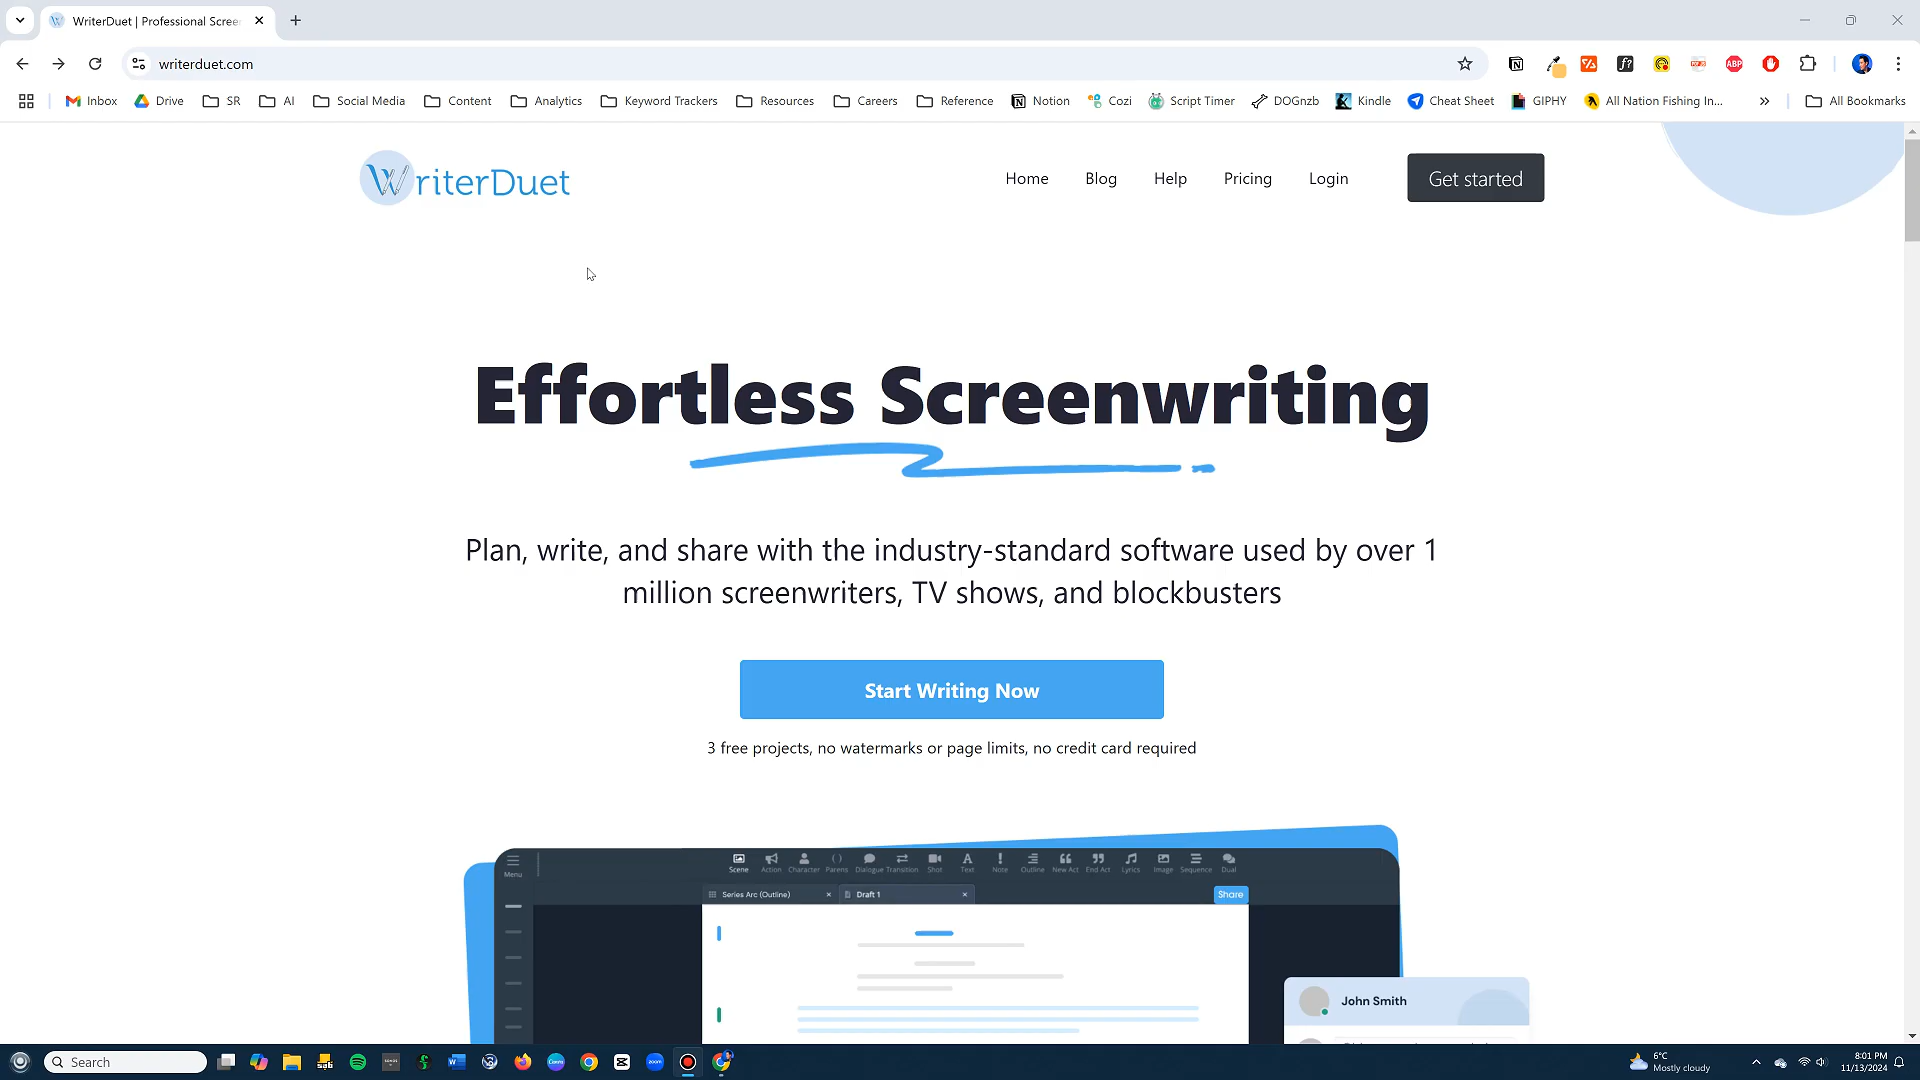 WriterDuet | Professional Scree
writerduet.com
Inbox
Drive
SR
AI
Social Media
Content
Analytics
Keyword Trackers
Resources
Careers
Reference
Notion
Cozi
Script Timer
DOGnzb
Kindle
Cheat Sheet
GIPHY
All Nation Fishing In...
All Bookmarks
WriterDuet
Home
Blog
Help
Pricing
Login
Get started
Effortless Screenwriting
Plan, write, and share with the industry-standard software used by over 1
million screenwriters, TV shows, and blockbusters
Start Writing Now
3 free projects, no watermarks or page limits, no credit card required
Menu
Scene
Action
Character
Parens
Dialogue
Transition
Shot
Text
Note
Outline
New Act
End Act
Lyrics
Image
Sequence
Dual
Series Arc (Outline)
Draft 1
Share
John Smith
Search
6°C
Mostly cloudy
8:01 PM
11/13/2024